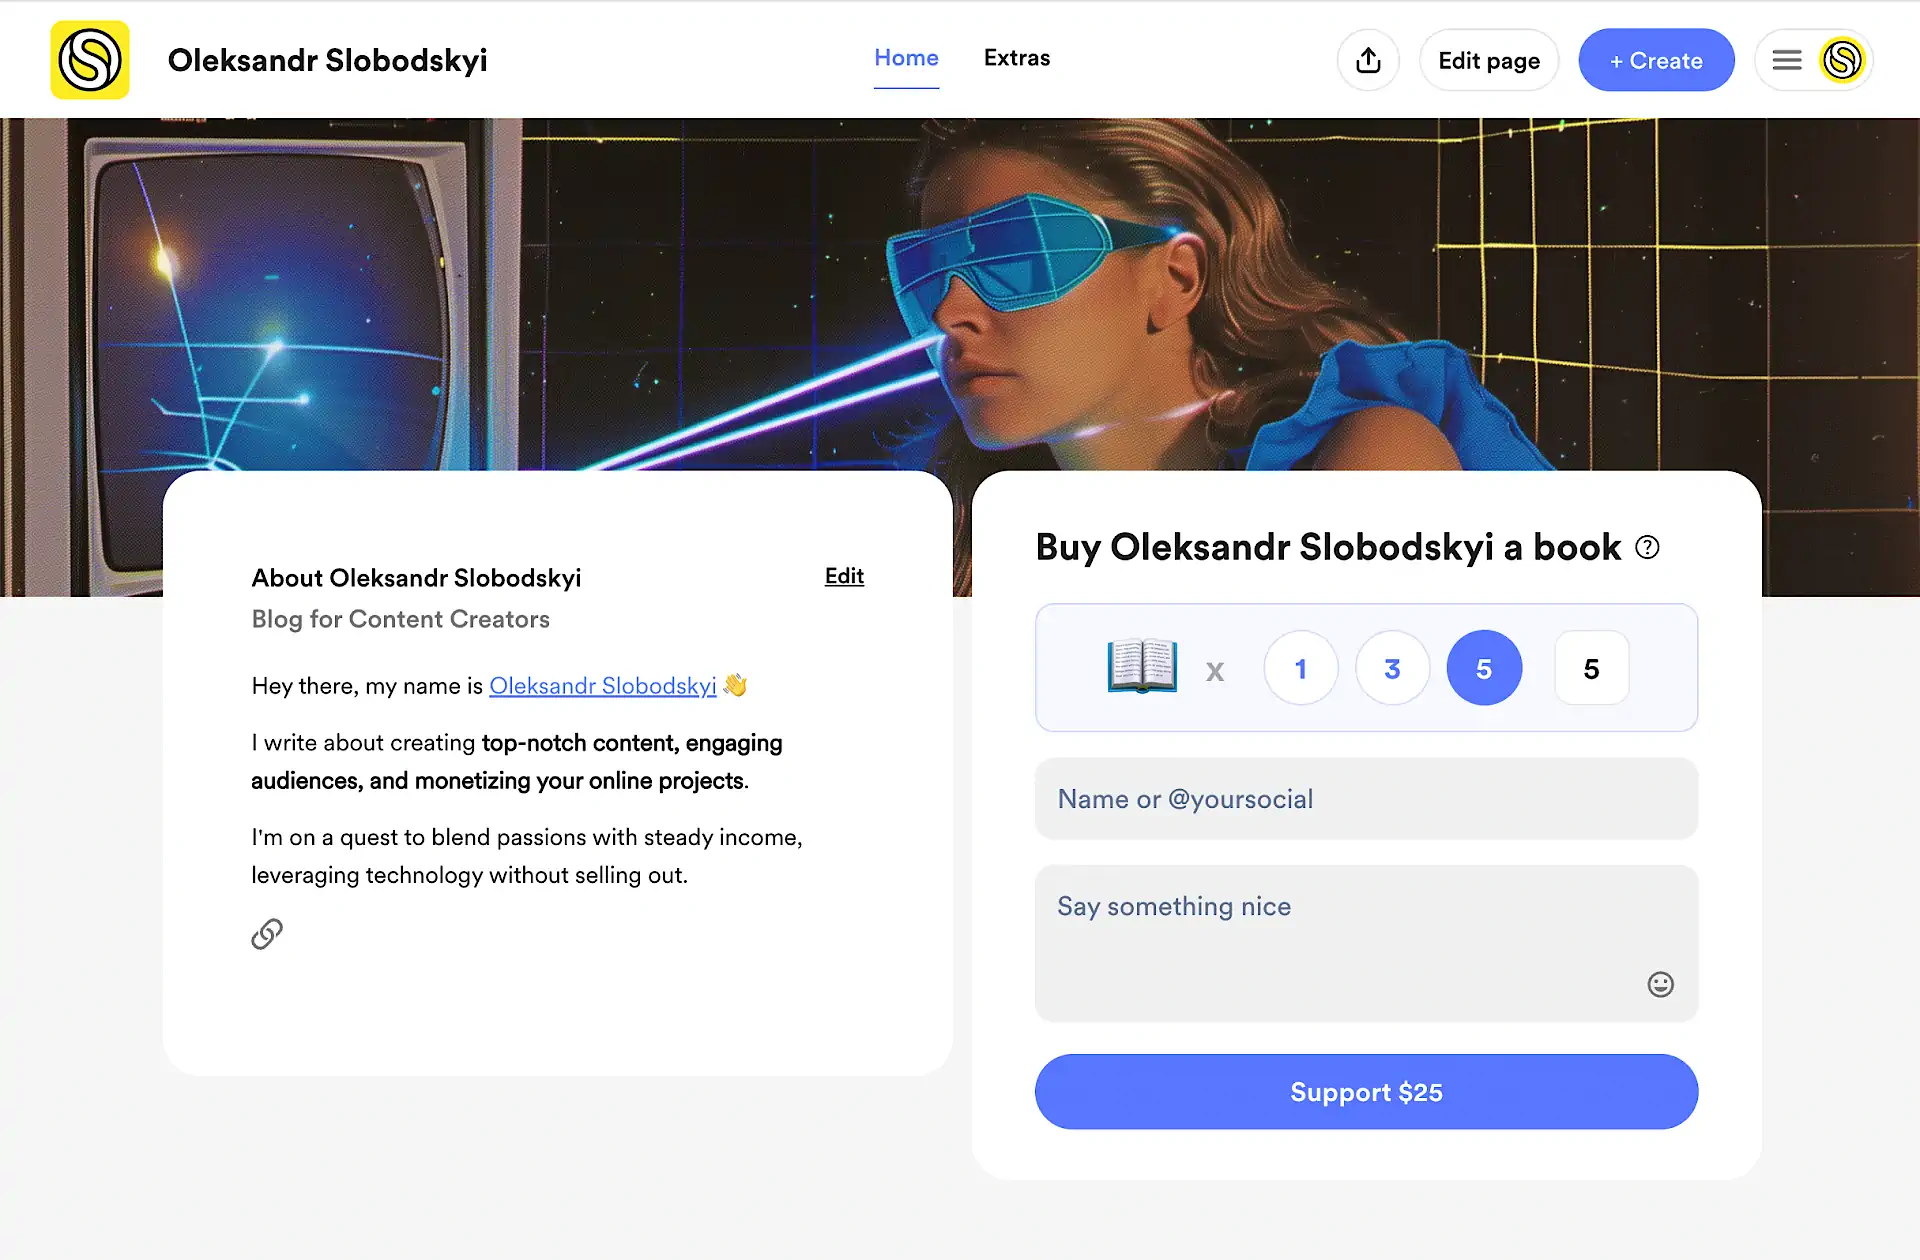 Oleksandr Slobodskyi
Home
Extras
Edit page
+ Create
About Oleksandr Slobodskyi
Edit
Blog for Content Creators
Hey there, my name is Oleksandr Slobodskyi 👋
I write about creating top-notch content, engaging
audiences, and monetizing your online projects.
I'm on a quest to blend passions with steady income,
leveraging technology without selling out.
Buy Oleksandr Slobodskyi a book
x 1 3 5 5
Name or @yoursocial
Say something nice
Support $25